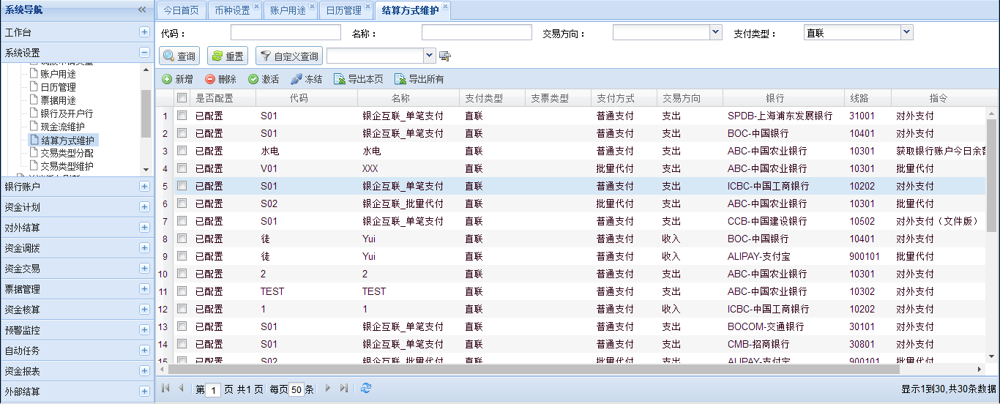 系统导航
工作台
系统设置
账户用途
日历管理
票据用途
银行及开户行
现金流维护
结算方式维护
交易类型分配
交易类型维护
银行账户
资金计划
对外结算
资金调拨
资金交易
票据管理
资金核算
预警监控
自动任务
资金报表
外部结算
今日首页 币种设置 账户用途 日历管理 结算方式维护
代码： 名称： 交易方向： 支付类型： 直联
查询 重置 自定义查询
新增 删除 激活 冻结 导出本页 导出所有
是否配置 代码 名称 支付类型 支票类型 支付方式 交易方向 银行 线路 指令
1 已配置 S01 银企互联_单笔支付 直联 普通支付 支出 SPDB-上海浦东发展银行 31001 对外支付
2 已配置 S01 银企互联_单笔支付 直联 普通支付 支出 BOC-中国银行 10401 对外支付
3 已配置 水电 水电 直联 普通支付 支出 ABC-中国农业银行 10301 获取银行账户今日余
4 已配置 V01 XXX 直联 批量代付 支出 ABC-中国农业银行 10301 批量代付
5 已配置 S01 银企互联_单笔支付 直联 普通支付 支出 ICBC-中国工商银行 10202 对外支付
6 已配置 S02 银企互联_批量代付 直联 批量代付 支出 ABC-中国农业银行 10301 批量代付
7 已配置 S01 银企互联_单笔支付 直联 普通支付 支出 CCB-中国建设银行 10502 对外支付（文件版）
8 已配置 徒 Yui 直联 普通支付 收入 BOC-中国银行 10401 对外支付
9 已配置 徒 Yui 直联 普通支付 收入 ALIPAY-支付宝 900101 批量代付
10 已配置 2 2 直联 普通支付 支出 ABC-中国农业银行 10301 对外支付
11 已配置 TEST TEST 直联 普通支付 支出 ABC-中国农业银行 10302 对外支付
12 已配置 1 1 直联 普通支付 收入 ICBC-中国工商银行 10202 对外支付
13 已配置 S01 银企互联_单笔支付 直联 普通支付 支出 BOCOM-交通银行 30101 对外支付
14 已配置 S01 银企互联_单笔支付 直联 普通支付 支出 CMB-招商银行 30801 对外支付
15 已配置 S02 银企互联_批量代付 直联 批量代付 支出 ALIPAY-支付宝 900101 批量代付
第 1 页 共1 页 每页 50 条 显示1到30,共30条数据